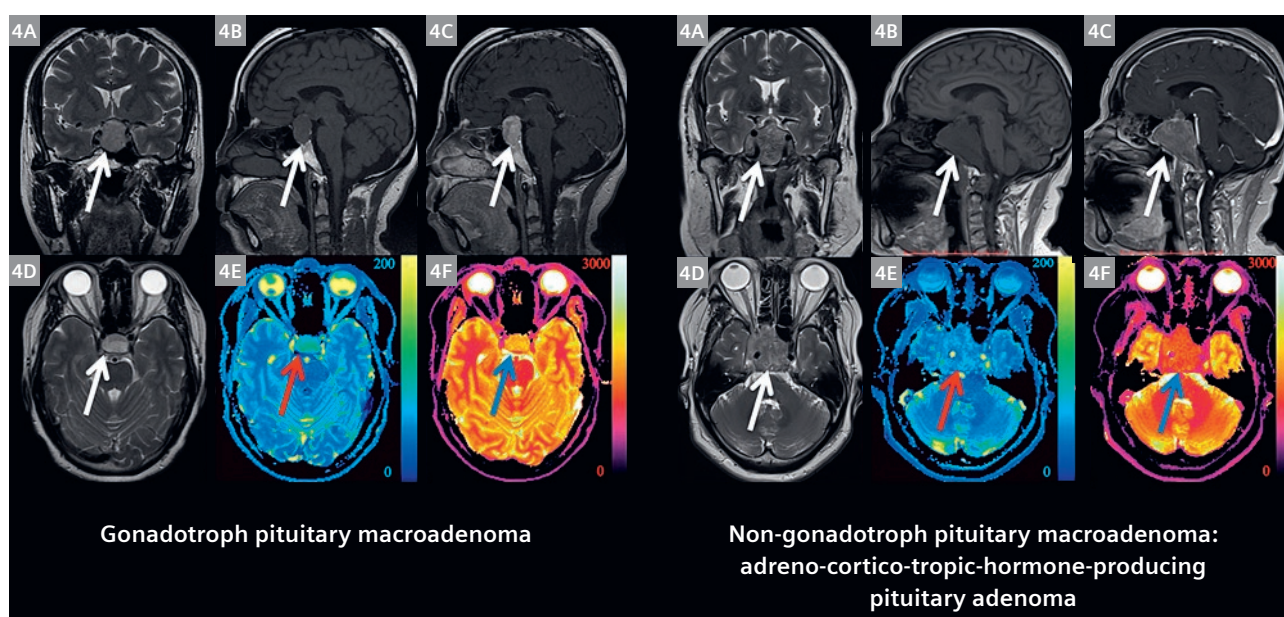 4A 4B 4C 4A 4B 4C
4D 4E 200 4F 3000 4D 4E 200 4F 3000
0 0 0 0
Gonadotroph pituitary macroadenoma
Non-gonadotroph pituitary macroadenoma:
adreno-cortico-tropic-hormone-producing
pituitary adenoma